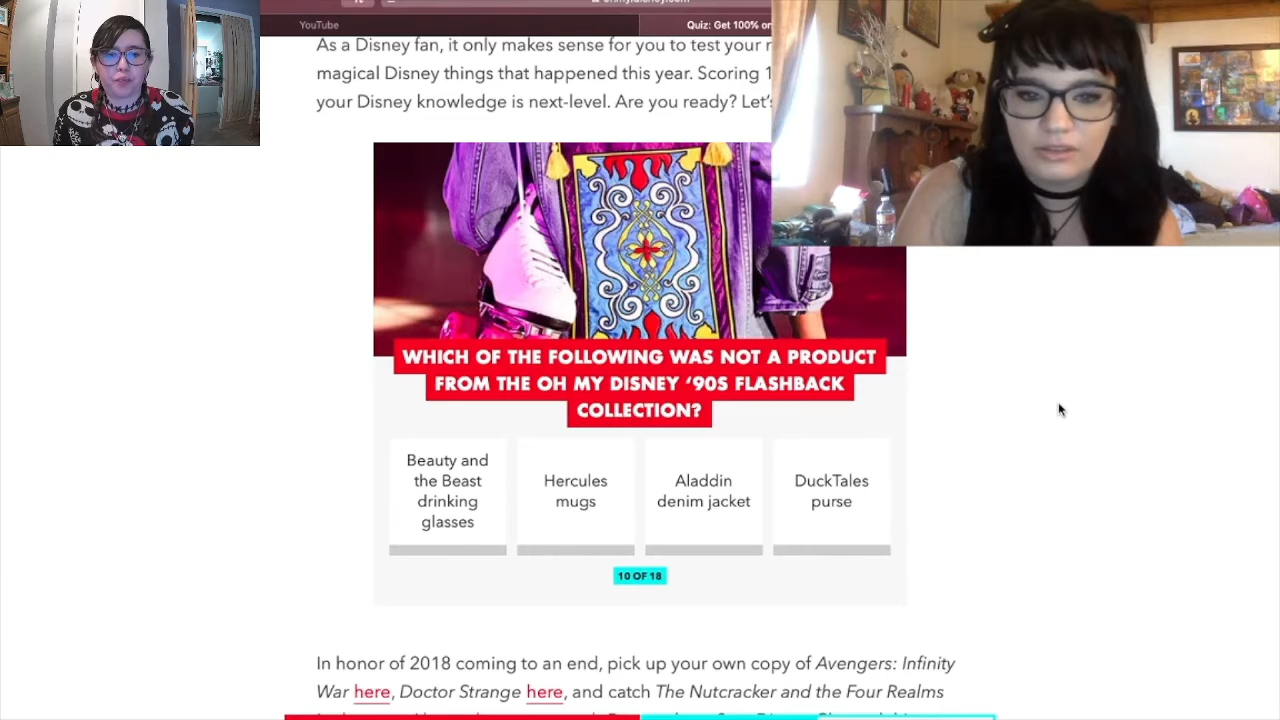 YouTube
Quiz: Get 100% or
As a Disney fan, it only makes sense for you to test your
magical Disney things that happened this year. Scoring
your Disney knowledge is next-level. Are you ready? Let's
WHICH OF THE FOLLOWING WAS NOT A PRODUCT
FROM THE OH MY DISNEY ‘90S FLASHBACK
COLLECTION?
Beauty and
the Beast
drinking
glasses
Hercules
mugs
Aladdin
denim jacket
DuckTales
purse
10 OF 18
In honor of 2018 coming to an end, pick up your own copy of Avengers: Infinity
War here, Doctor Strange here, and catch The Nutcracker and the Four Realms